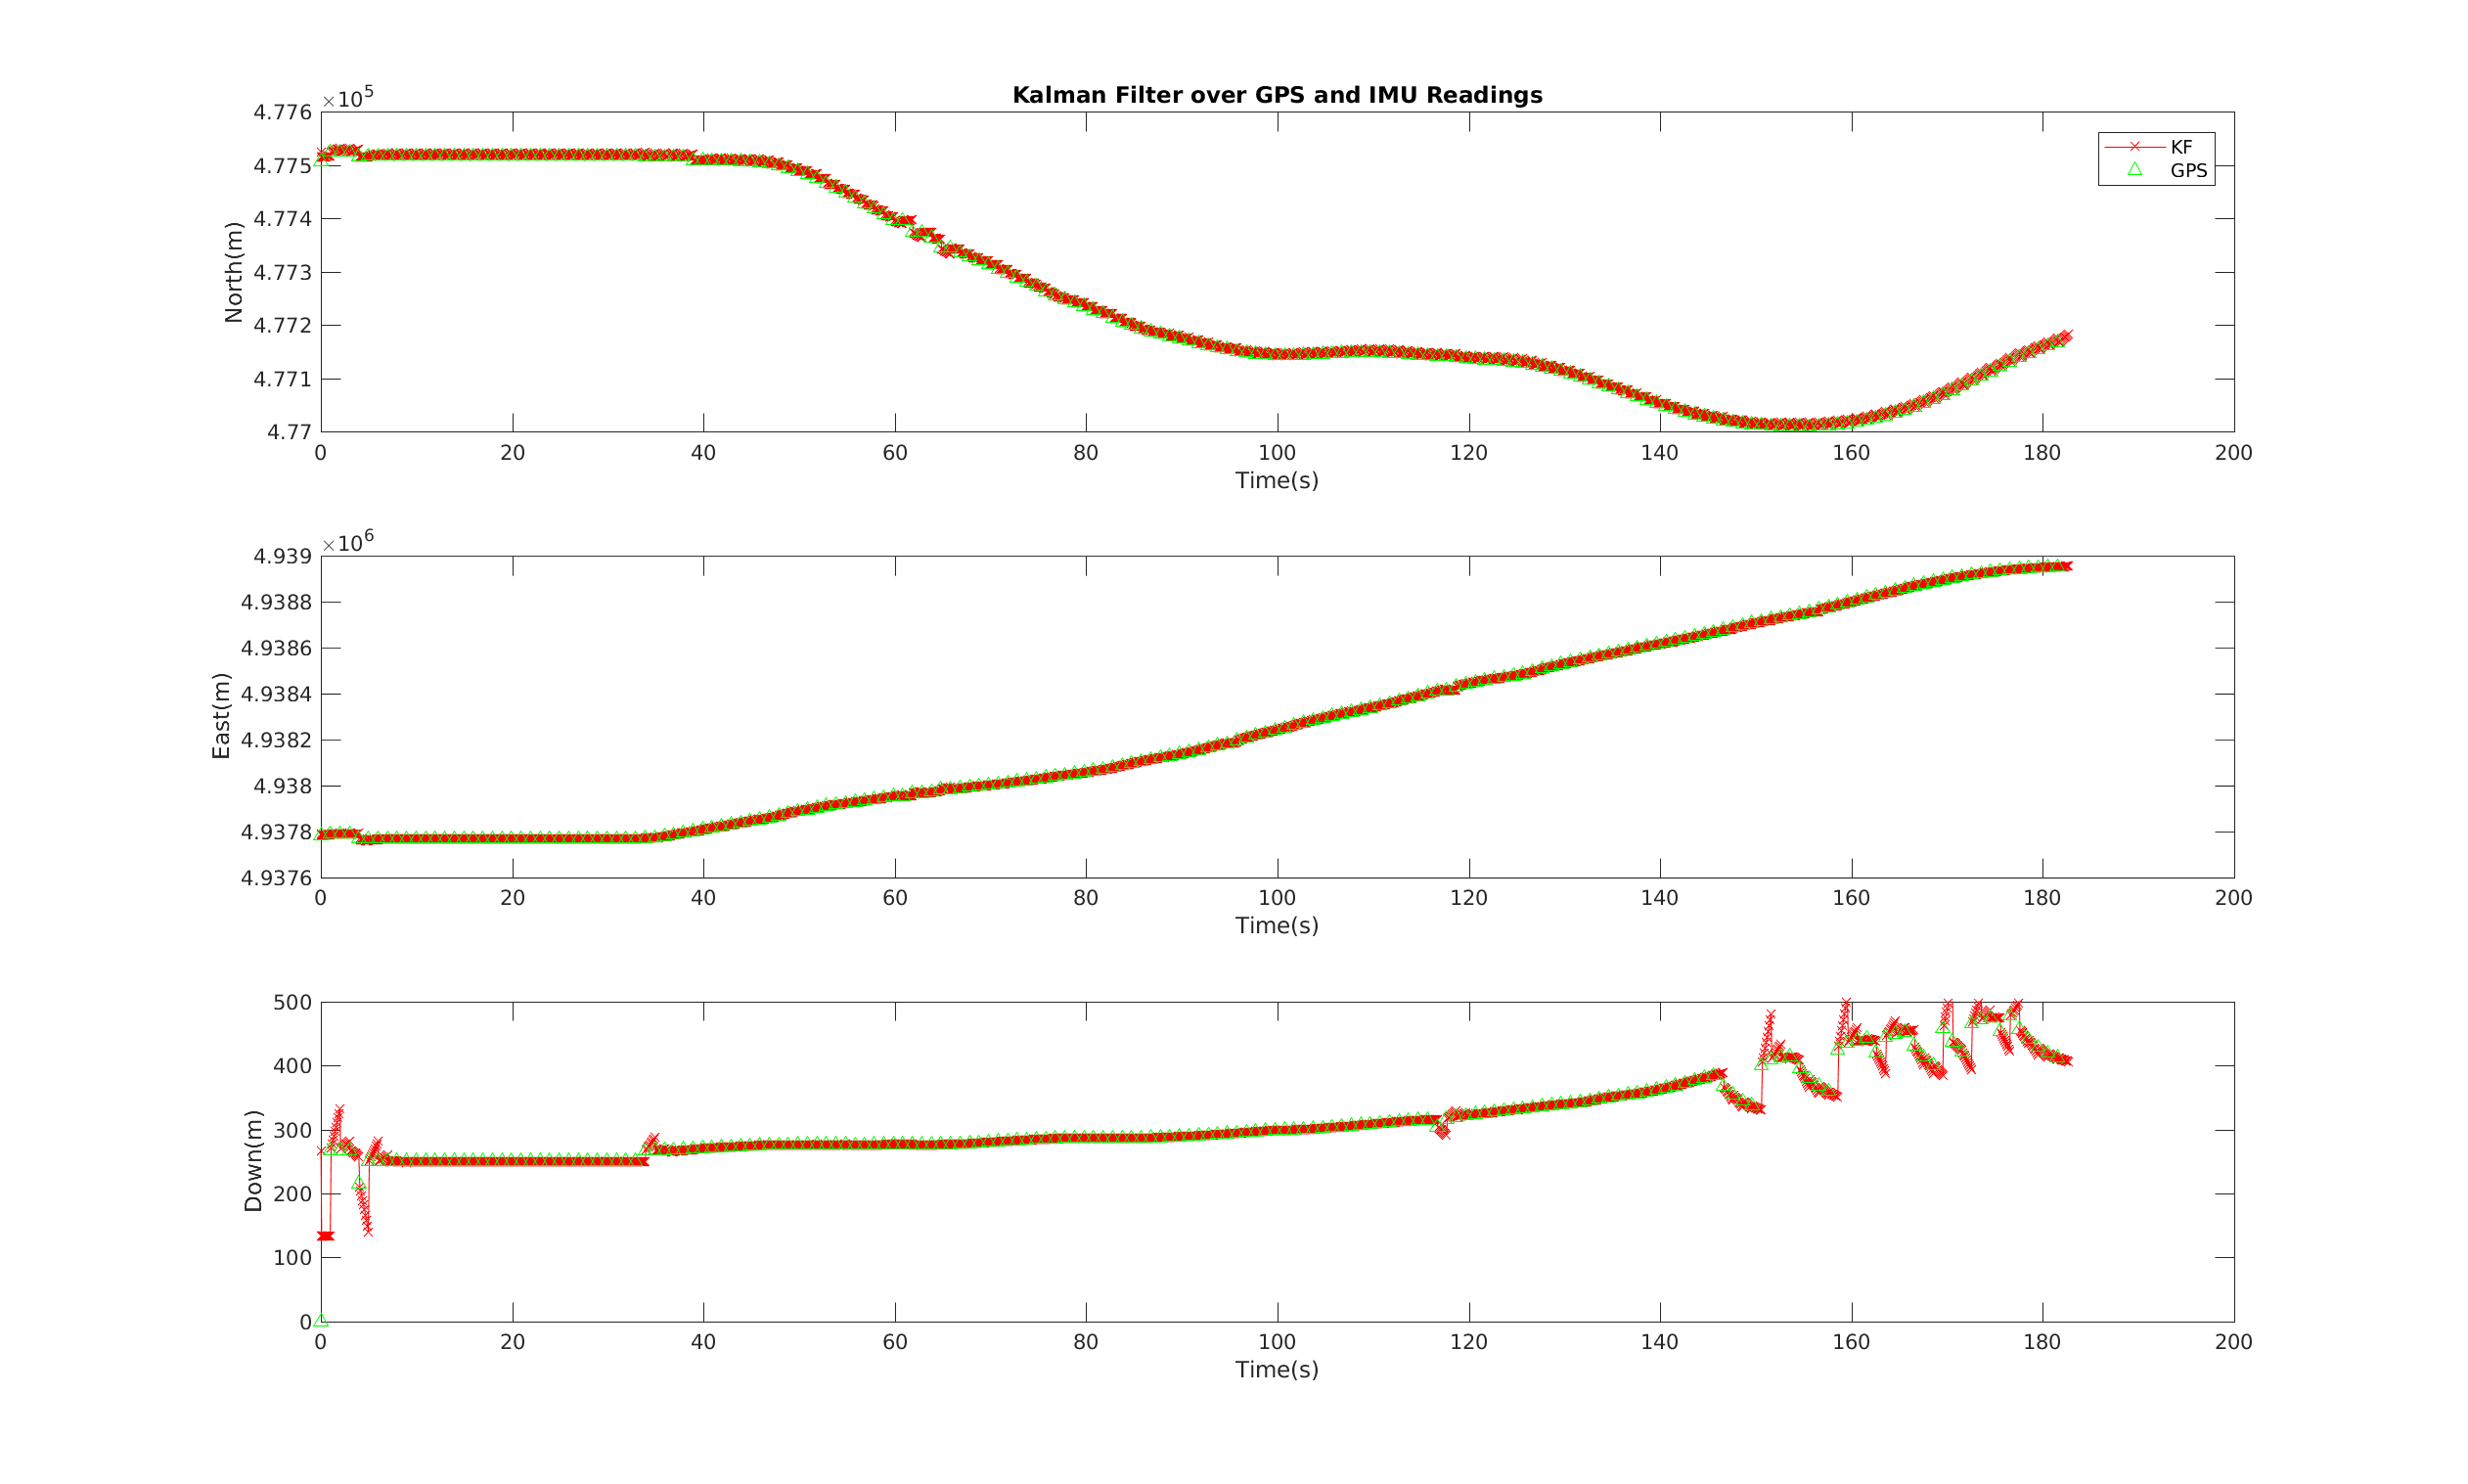 Kalman Filter over GPS and IMU Readings
×10^5
4.776
4.775
4.774
4.773
4.772
4.771
4.77
North(m)
KF
GPS
0 20 40 60 80 100 120 140 160 180 200
Time(s)
×10^6
4.939
4.9388
4.9386
4.9384
4.9382
4.938
4.9378
4.9376
East(m)
0 20 40 60 80 100 120 140 160 180 200
Time(s)
500
400
300
200
100
0
Down(m)
0 20 40 60 80 100 120 140 160 180 200
Time(s)